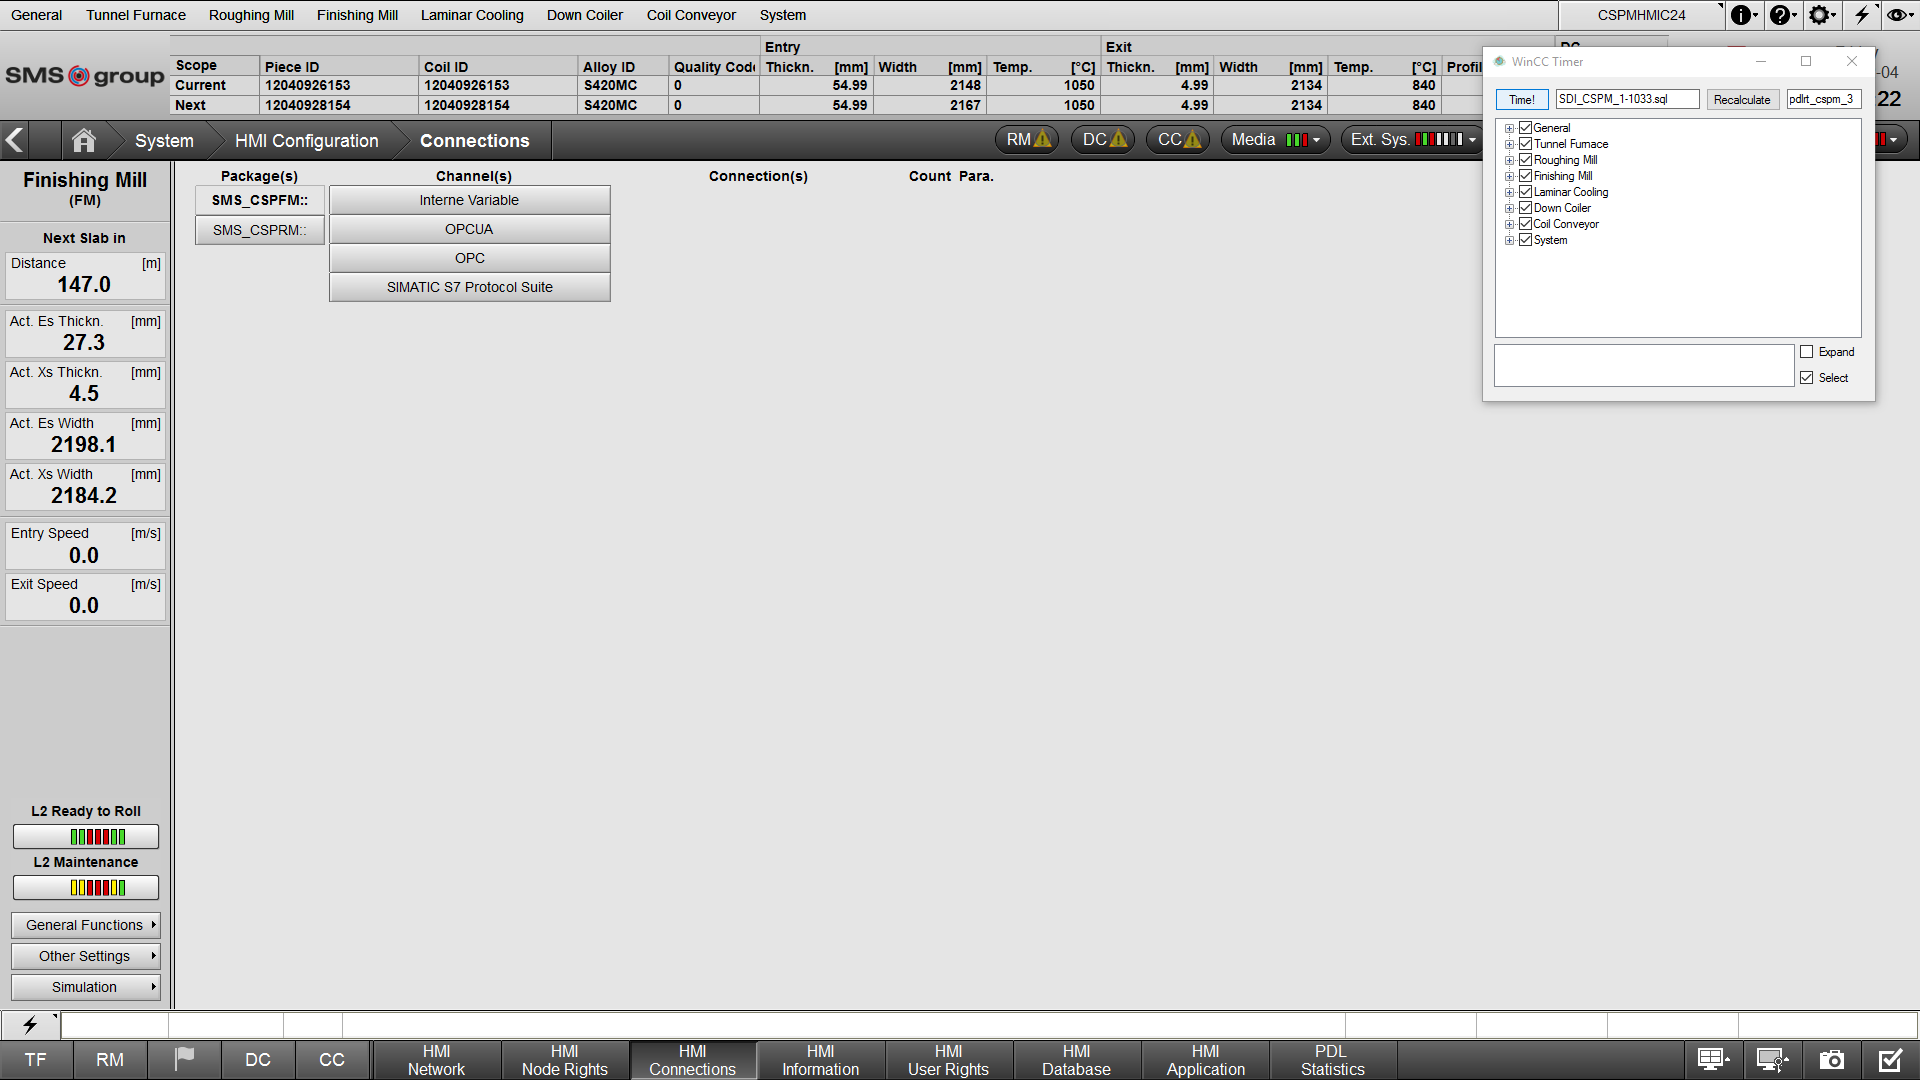 General Tunnel Furnace Roughing Mill Finishing Mill Laminar Cooling Down Coiler Coil Conveyor System CSPMHMIC24
SMS group
Entry Exit
Scope Piece ID Coil ID Alloy ID Quality Code Thickn. [mm] Width [mm] Temp. [°C] Thickn. [mm] Width [mm] Temp. [°C]
Current 12040926153 12040926153 S420MC 0 54.99 2148 1050 4.99 2134 840
Next 12040928154 12040928154 S420MC 0 54.99 2167 1050 4.99 2134 840
-04
22
System HMI Configuration Connections RM DC CC Media Ext. Sys.
WinCC Timer
Time! SDI_CSPM_1-1033.sql Recalculate pdlrt_cspm_3
General
Tunnel Furnace
Roughing Mill
Finishing Mill
Laminar Cooling
Down Coiler
Coil Conveyor
System
Expand
Select
Finishing Mill
(FM)
Next Slab in
Distance [m]
147.0
Act. Es Thickn. [mm]
27.3
Act. Xs Thickn. [mm]
4.5
Act. Es Width [mm]
2198.1
Act. Xs Width [mm]
2184.2
Entry Speed [m/s]
0.0
Exit Speed [m/s]
0.0
L2 Ready to Roll
L2 Maintenance
General Functions
Other Settings
Simulation
Package(s) Channel(s) Connection(s) Count Para.
SMS_CSPFM:: Interne Variable
SMS_CSPRM:: OPCUA
OPC
SIMATIC S7 Protocol Suite
TF RM DC CC
HMI Network
HMI Node Rights
HMI Connections
HMI Information
HMI User Rights
HMI Database
HMI Application
PDL Statistics